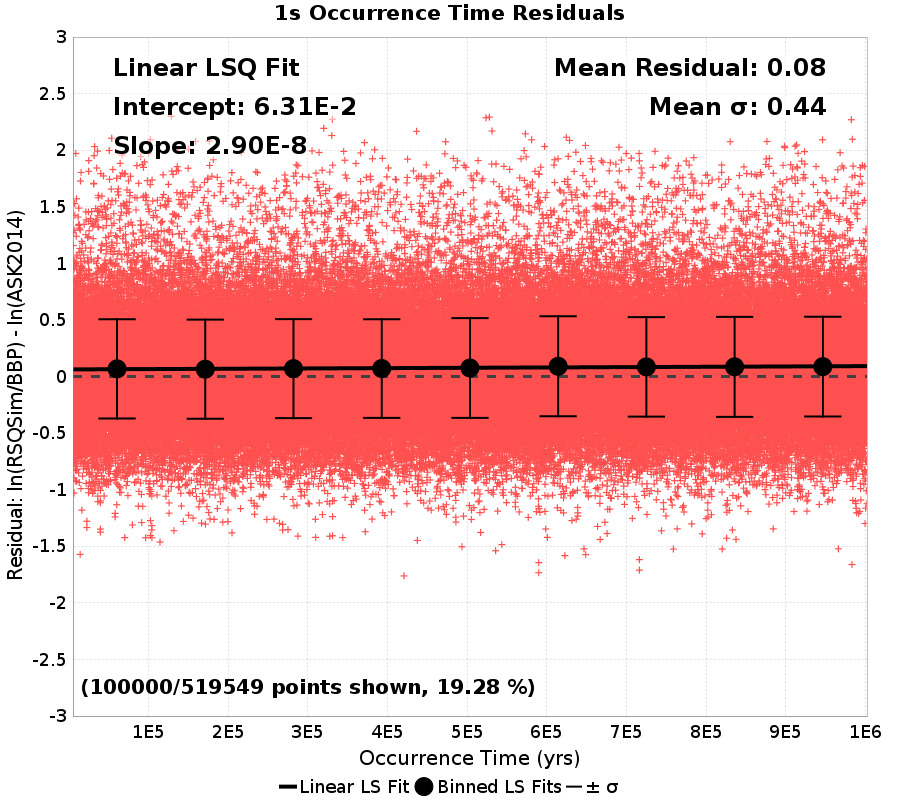 1s Occurrence Time Residuals
Linear LSQ Fit
Mean Residual: 0.08
Intercept: 6.31E-2
Mean σ: 0.44
Slope: 2.90E-8
Residual: ln(RSQSim/BBP) - ln(ASK2014)
3
2.5
2
1.5
1
0.5
0
-0.5
-1
-1.5
-2
-2.5
-3
(100000/519549 points shown, 19.28 %)
1E5 2E5 3E5 4E5 5E5 6E5 7E5 8E5 9E5 1E6
Occurrence Time (yrs)
Linear LS Fit Binned LS Fits ± σ